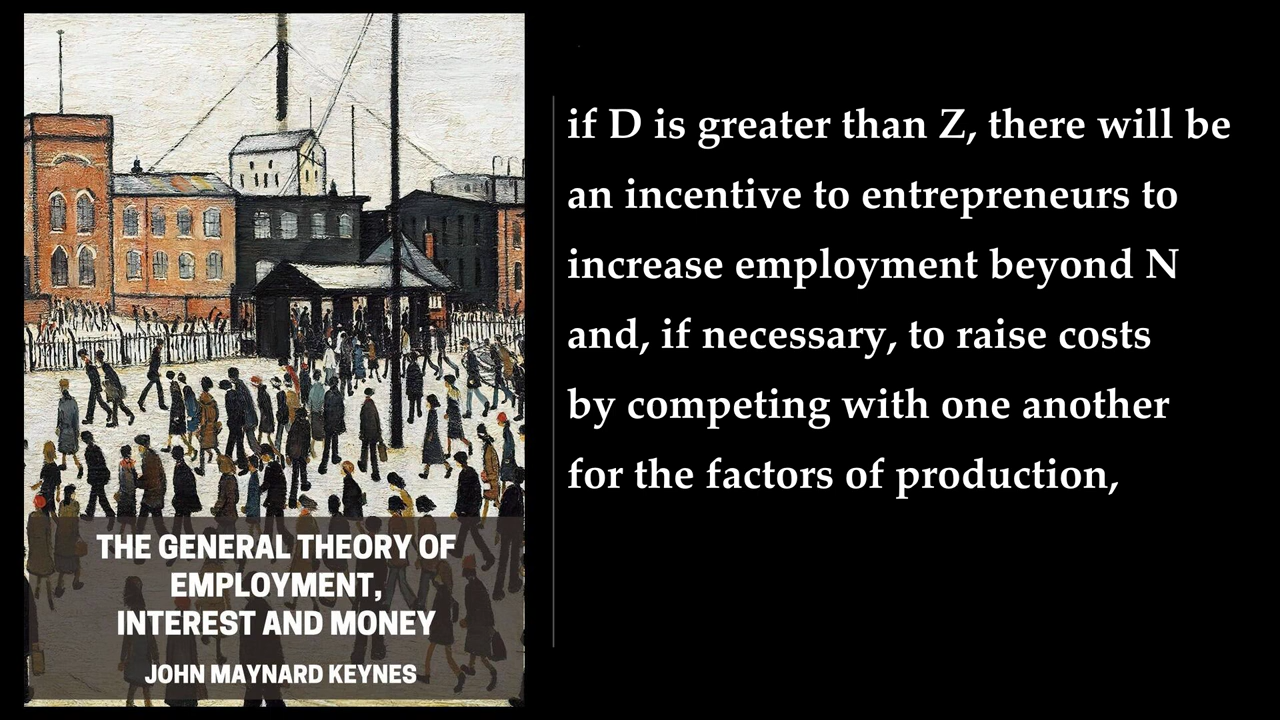 THE GENERAL THEORY OF
EMPLOYMENT,
INTEREST AND MONEY
JOHN MAYNARD KEYNES
if D is greater than Z, there will be
an incentive to entrepreneurs to
increase employment beyond N
and, if necessary, to raise costs
by competing with one another
for the factors of production,